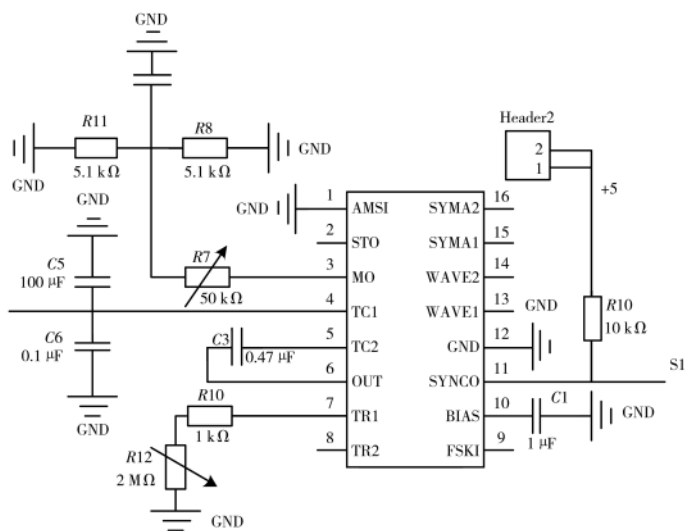 GND
R11
R8
GND
5.1 kΩ
5.1 kΩ
GND
Header2
2
1
+5
GND
1
AMSI
SYMA2
16
GND
2
STO
SYMA1
15
C5
100 μF
R7
50 kΩ
3
MO
WAVE2
14
4
TC1
WAVE1
13
GND
R10
10 kΩ
C6
0.1 μF
C3
0.47 μF
5
TC2
GND
12
6
OUT
SYNCO
11
S1
GND
R10
1 kΩ
7
TR1
BIAS
10
C1
1 μF
GND
R12
2 MΩ
8
TR2
FSKI
9
GND